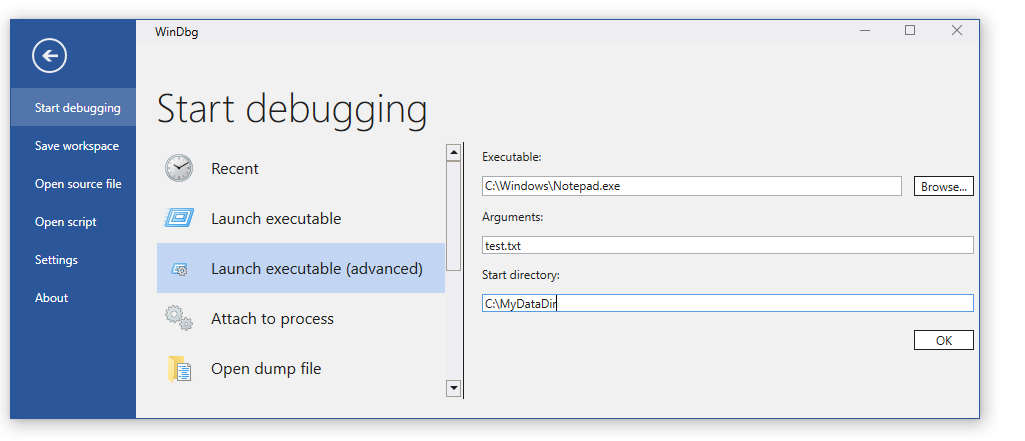 WinDbg
Start debugging
Save workspace
Open source file
Open script
Settings
About
Start debugging
Recent
Launch executable
Launch executable (advanced)
Attach to process
Open dump file
Executable:
C:\Windows\Notepad.exe
Browse...
Arguments:
test.txt
Start directory:
C:\MyDataDir
OK